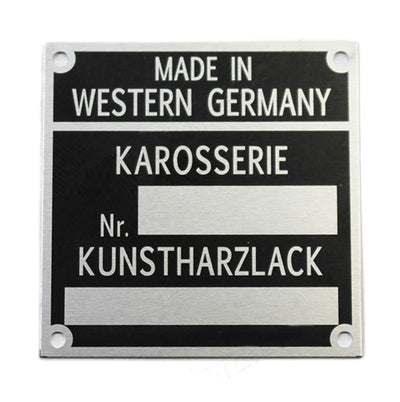 MADE IN
WESTERN GERMANY
KAROSSERIE
Nr.
KUNSTHARZLACK